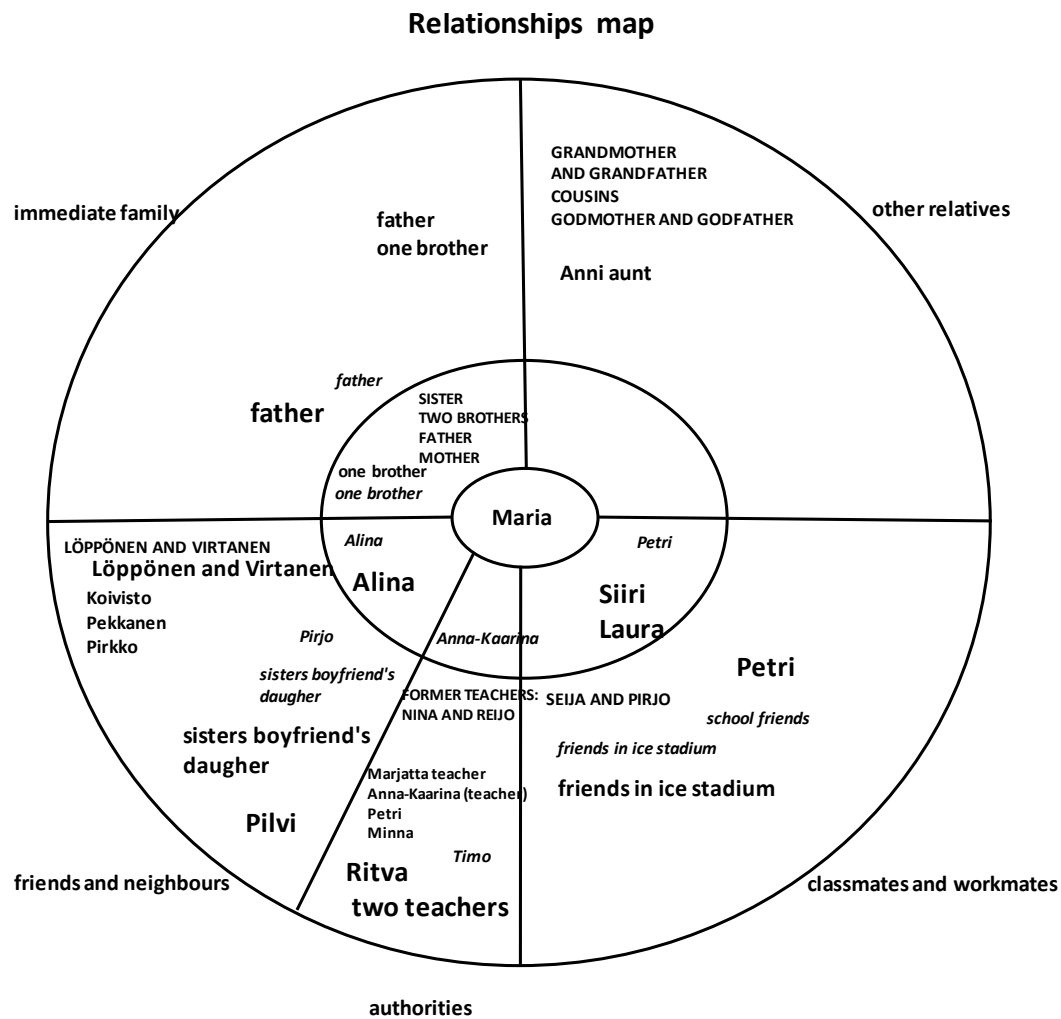 Relationships map
immediate family
father
one brother
GRANDMOTHER
AND GRANDFATHER
COUSINS
GODMOTHER AND GODFATHER
Anni aunt
other relatives
father
father
SISTER
TWO BROTHERS
FATHER
MOTHER
one brother
one brother
Maria
LÖPPÖNEN AND VIRTANEN
Löppönen and Virtanen
Koivisto
Pekkanen
Pirkko
Alina
Alina
Pirjo
sisters boyfriend's
daugher
sisters boyfriend's
daugher
Pilvi
friends and neighbours
Anna-Kaarina
FORMER TEACHERS:
NINA AND REIJO
Marjatta teacher
Anna-Kaarina (teacher)
Petri
Minna
Timo
Ritva
two teachers
authorities
Petri
Siiri
Laura
Petri
SEIJA AND PIRJO
school friends
friends in ice stadium
friends in ice stadium
classmates and workmates